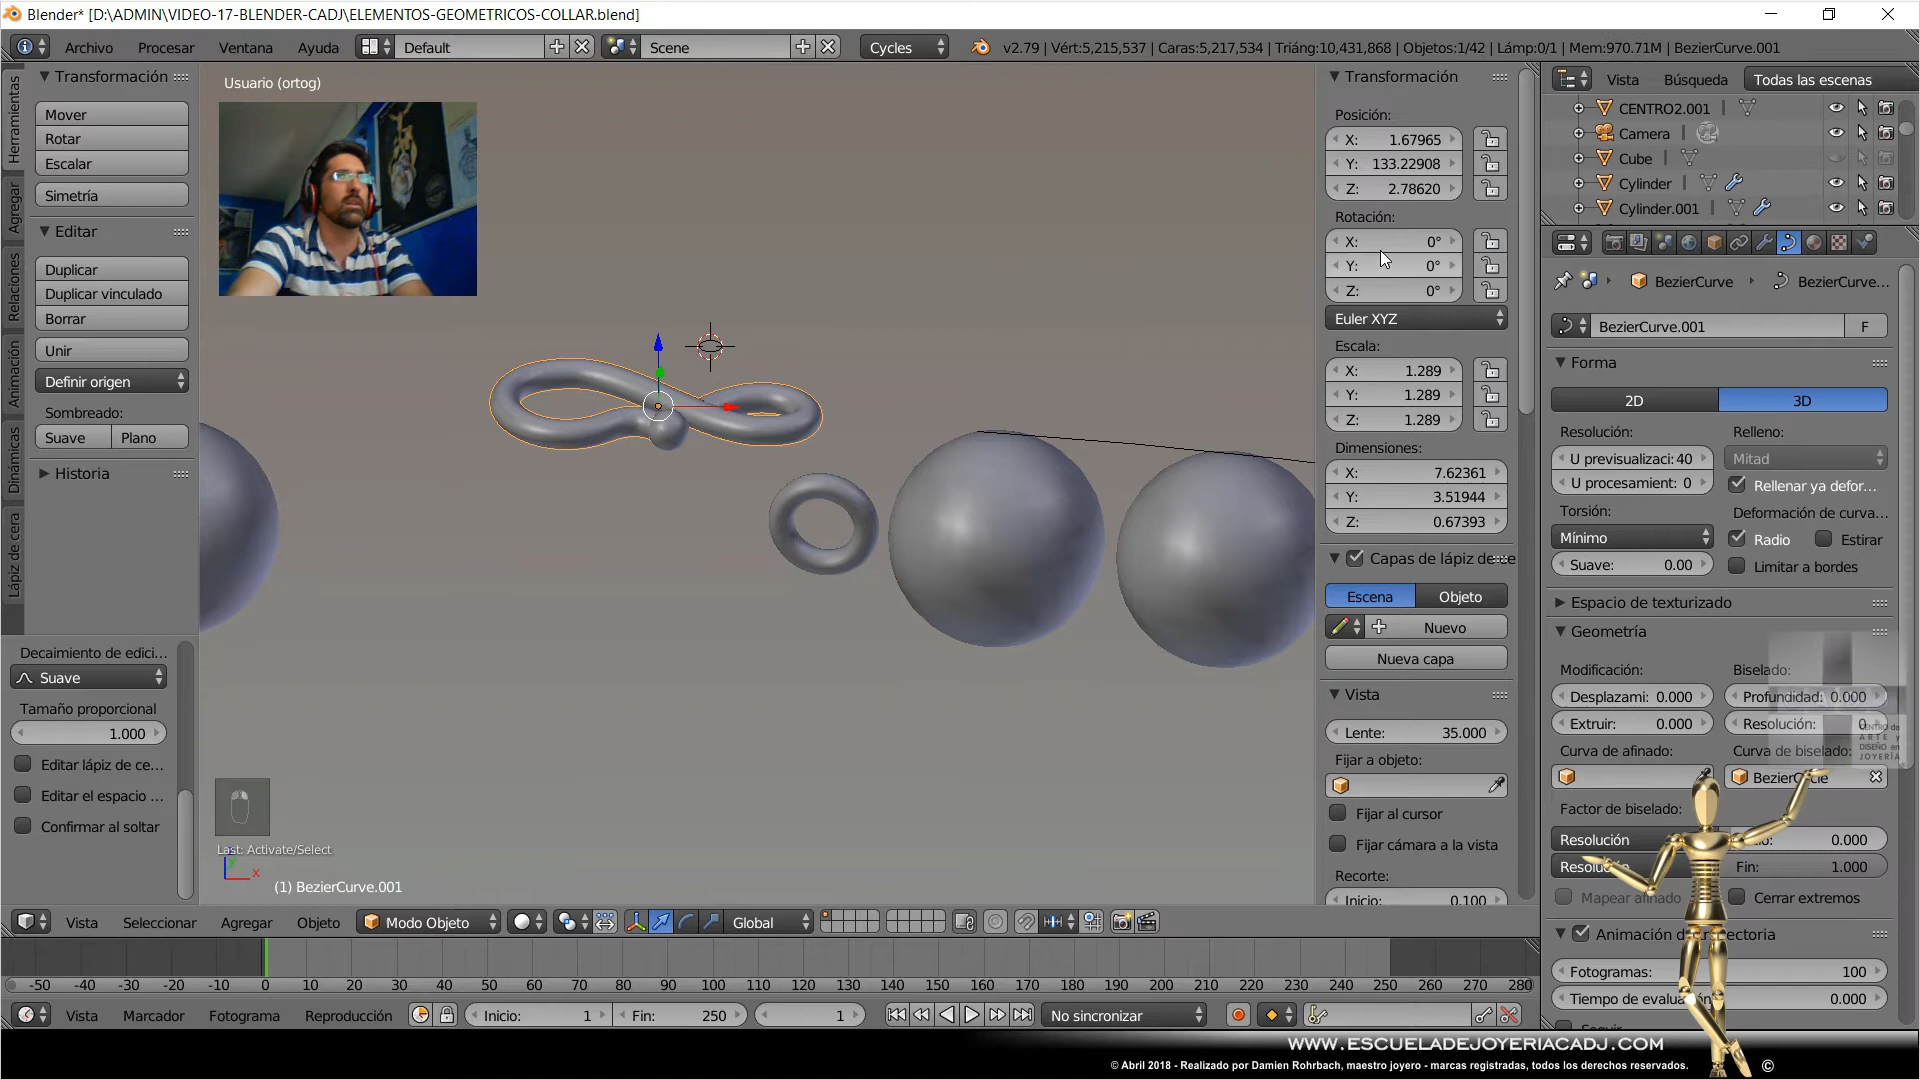 Blender* [D:\ADMIN\VIDEO-17-BLENDER-CADJ\ELEMENTOS-GEOMETRICOS-COLLAR.blend]
Archivo Procesar Ventana Ayuda Default Scene Cycles v2.79 | Vért:5,215,537 | Caras:5,217,534 | Triáng:10,431,868 | Objetos:1/42 | Lámp:0/1 | Mem:970.71M | BezierCurve.001
Herramientas
Agregar
Relaciones
Animación
Dinámicas
Lápiz de cera
Transformación
Mover
Rotar
Escalar
Simetría
Editar
Duplicar
Duplicar vinculado
Borrar
Unir
Definir origen
Sombreado:
Suave Plano
Historia
Decaimiento de edici...
Suave
Tamaño proporcional
1.000
Editar lápiz de ce...
Editar el espacio ...
Confirmar al soltar
Usuario (ortog)
Last: Activate/Select
x
(1) BezierCurve.001
Transformación
Posición:
X: 1.67965
Y: 133.22908
Z: 2.78620
Rotación:
X: 0°
Y: 0°
Z: 0°
Euler XYZ
Escala:
X: 1.289
Y: 1.289
Z: 1.289
Dimensiones:
X: 7.62361
Y: 3.51944
Z: 0.67393
Escena Objeto
Nuevo
Nueva capa
Vista
Lente: 35.000
Fijar a objeto:
Fijar al cursor
Fijar cámara a la vista
Recorte:
Inicio: 0.100
Vista Búsqueda Todas las escenas
CENTRO2.001
Camera
Cube
Cylinder
Cylinder.001
BezierCurve BezierCurve...
BezierCurve.001 F
Forma
2D 3D
Resolución: Relleno:
U previsualizaci: 40 Mitad
U procesamient: 0 Rellenar ya defor...
Torsión: Deformación de curva...
Mínimo Radio Estirar
Suave: 0.00 Limitar a bordes
Espacio de texturizado
Geometría
Modificación: Biselado:
Desplazami: 0.000 Profundidad: 0.000
Extruir: 0.000 Resolución: 0
Curva de afinado: Curva de biselado:
CENTRO de
ARTE y
DISEÑO en
JOYERÍA
Factor de biselado:
Resolución 0.000
Fin: 1.000
Mapear afinado Cerrar extremos
Fotogramas: 100
0.000
Vista Seleccionar Agregar Objeto Modo Objeto Global
-50 -40 -30 -20 -10 0 10 20 30 40 50 60 70 80 90 100 110 120 130 140 150 160 170 180 190 200 210 220 230 240 250 260 270 280
Vista Marcador Fotograma Reproducción Inicio: 1 Fin: 250 1 No sincronizar
WWW.ESCUELADEJOYERIACADJ.COM
© Abril 2018 - Realizado por Damien Rohrbach, maestro joyero - marcas registradas, todos los derechos reservados. ©